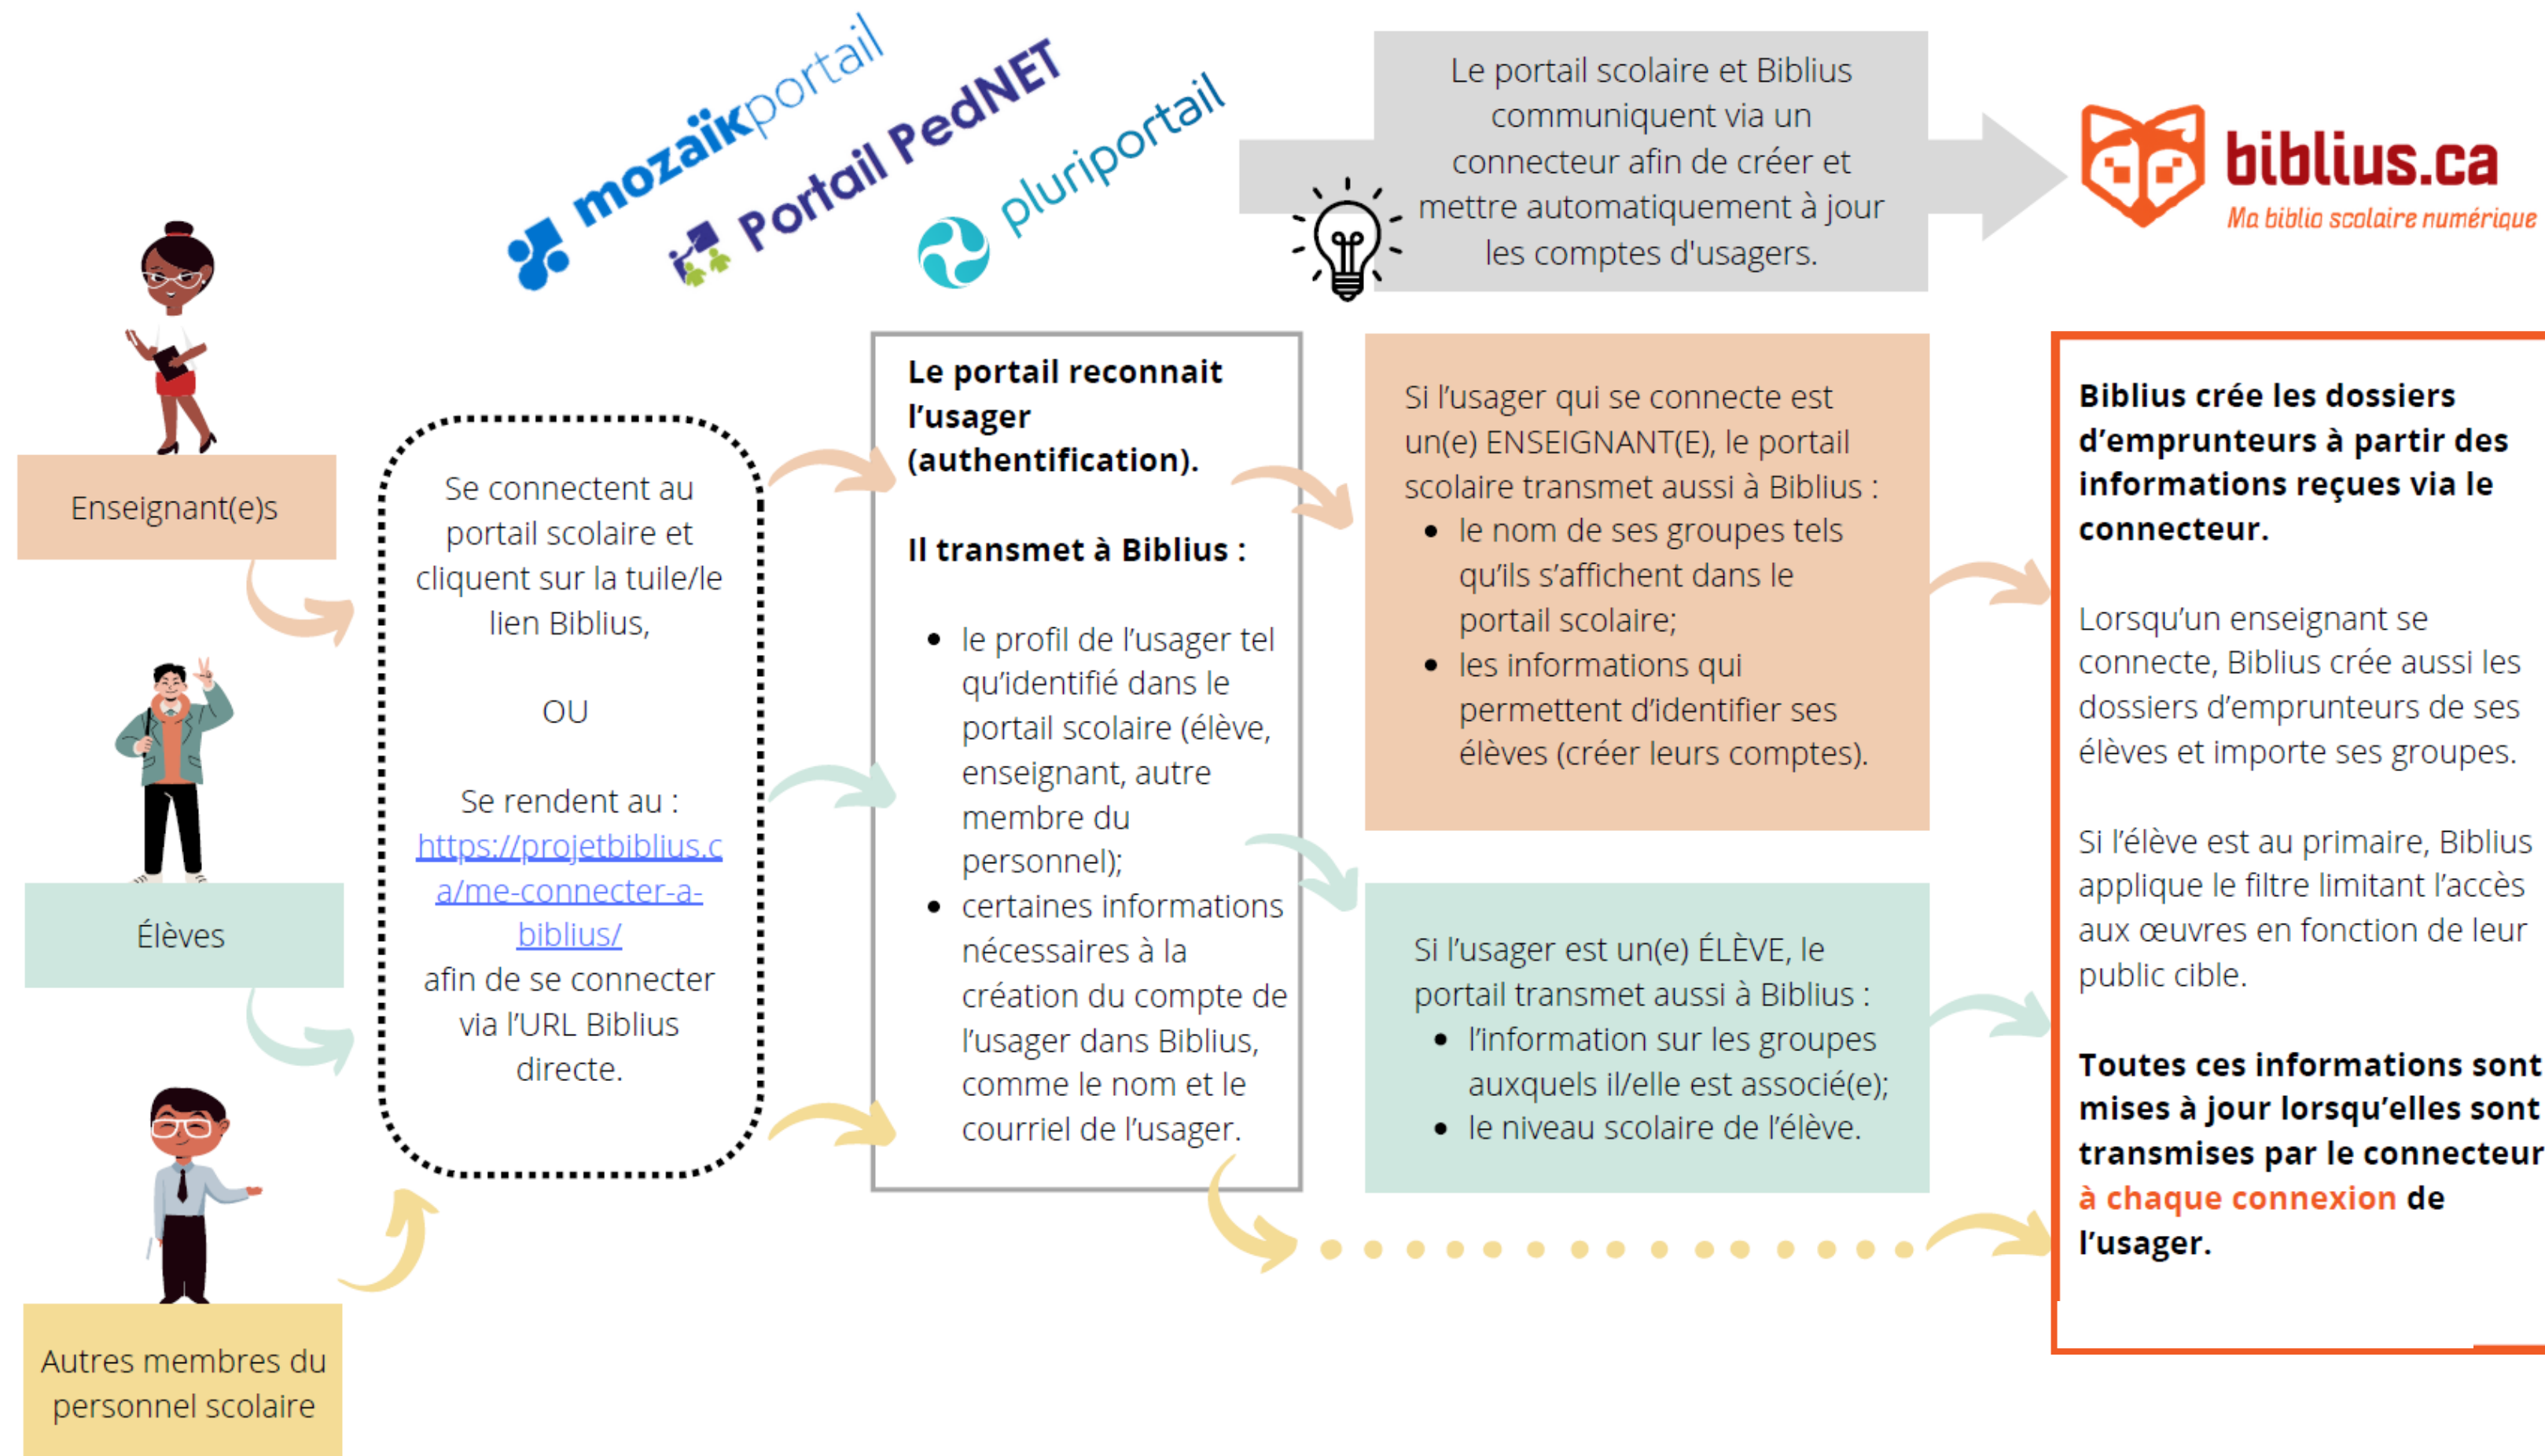 mozaïkportail
Portail PedNET
pluriportail
Le portail scolaire et Biblius
communiquent via un
connecteur afin de créer et
mettre automatiquement à jour
les comptes d'usagers.
biblius.ca
Ma biblio scolaire numérique
Enseignant(e)s
Élèves
Autres membres du
personnel scolaire
Se connectent au
portail scolaire et
cliquent sur la tuile/le
lien Biblius,
OU
Se rendent au :
https://projetbiblius.c
a/me-connecter-a-
biblius/
afin de se connecter
via l'URL Biblius
directe.
Le portail reconnait
l'usager
(authentification).
Il transmet à Biblius :
• le profil de l'usager tel
qu'identifié dans le
portail scolaire (élève,
enseignant, autre
membre du
personnel);
• certaines informations
nécessaires à la
création du compte de
l'usager dans Biblius,
comme le nom et le
courriel de l'usager.
Si l'usager qui se connecte est
un(e) ENSEIGNANT(E), le portail
scolaire transmet aussi à Biblius :
• le nom de ses groupes tels
qu'ils s'affichent dans le
portail scolaire;
• les informations qui
permettent d'identifier ses
élèves (créer leurs comptes).
Si l'usager est un(e) ÉLÈVE, le
portail transmet aussi à Biblius :
• l'information sur les groupes
auxquels il/elle est associé(e);
• le niveau scolaire de l'élève.
Biblius crée les dossiers
d'emprunteurs à partir des
informations reçues via le
connecteur.
Lorsqu'un enseignant se
connecte, Biblius crée aussi les
dossiers d'emprunteurs de ses
élèves et importe ses groupes.
Si l'élève est au primaire, Biblius
applique le filtre limitant l'accès
aux œuvres en fonction de leur
public cible.
Toutes ces informations sont
mises à jour lorsqu'elles sont
transmises par le connecteur
à chaque connexion de
l'usager.